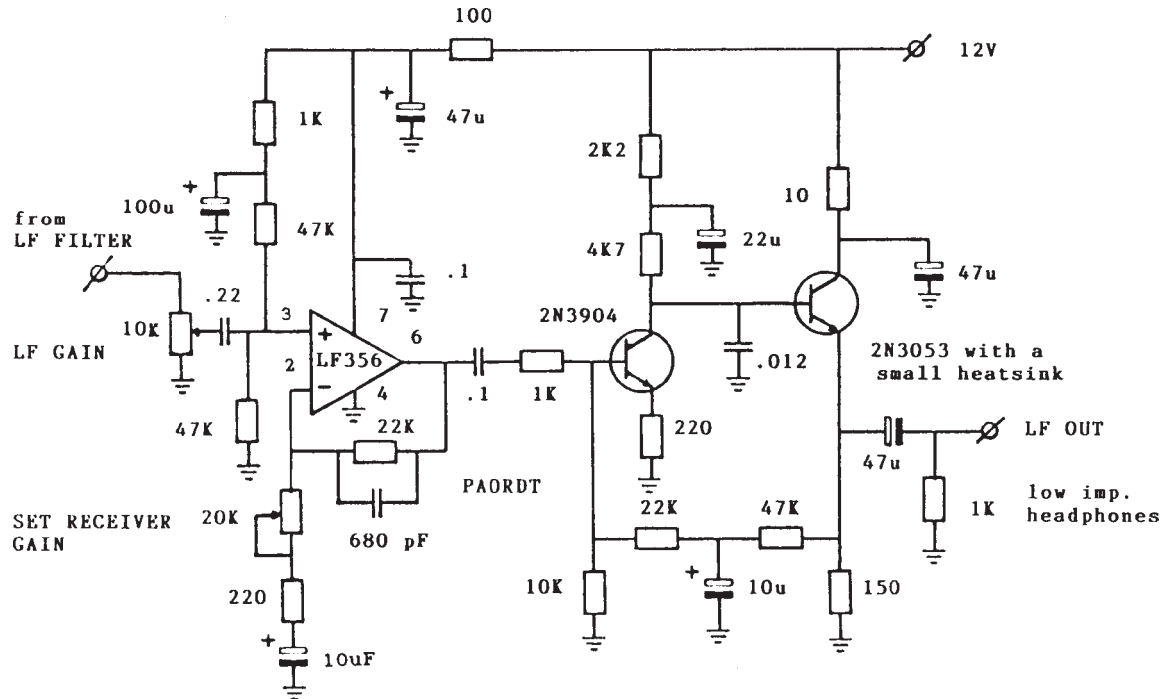 100
12V
1K
47u
2K2
10
100u
47K
from
LF FILTER
4K7
22u
.1
47u
.22
3
7
2N3904
10K
6
LF GAIN
+
LF356
2
−
4
.1
1K
.012
2N3053 with a
small heatsink
47K
22K
220
LF OUT
47u
PA0RDT
SET RECEIVER
GAIN
20K
680 pF
22K
47K
1K
low imp.
headphones
220
10K
+
10u
150
+
10uF
+
+